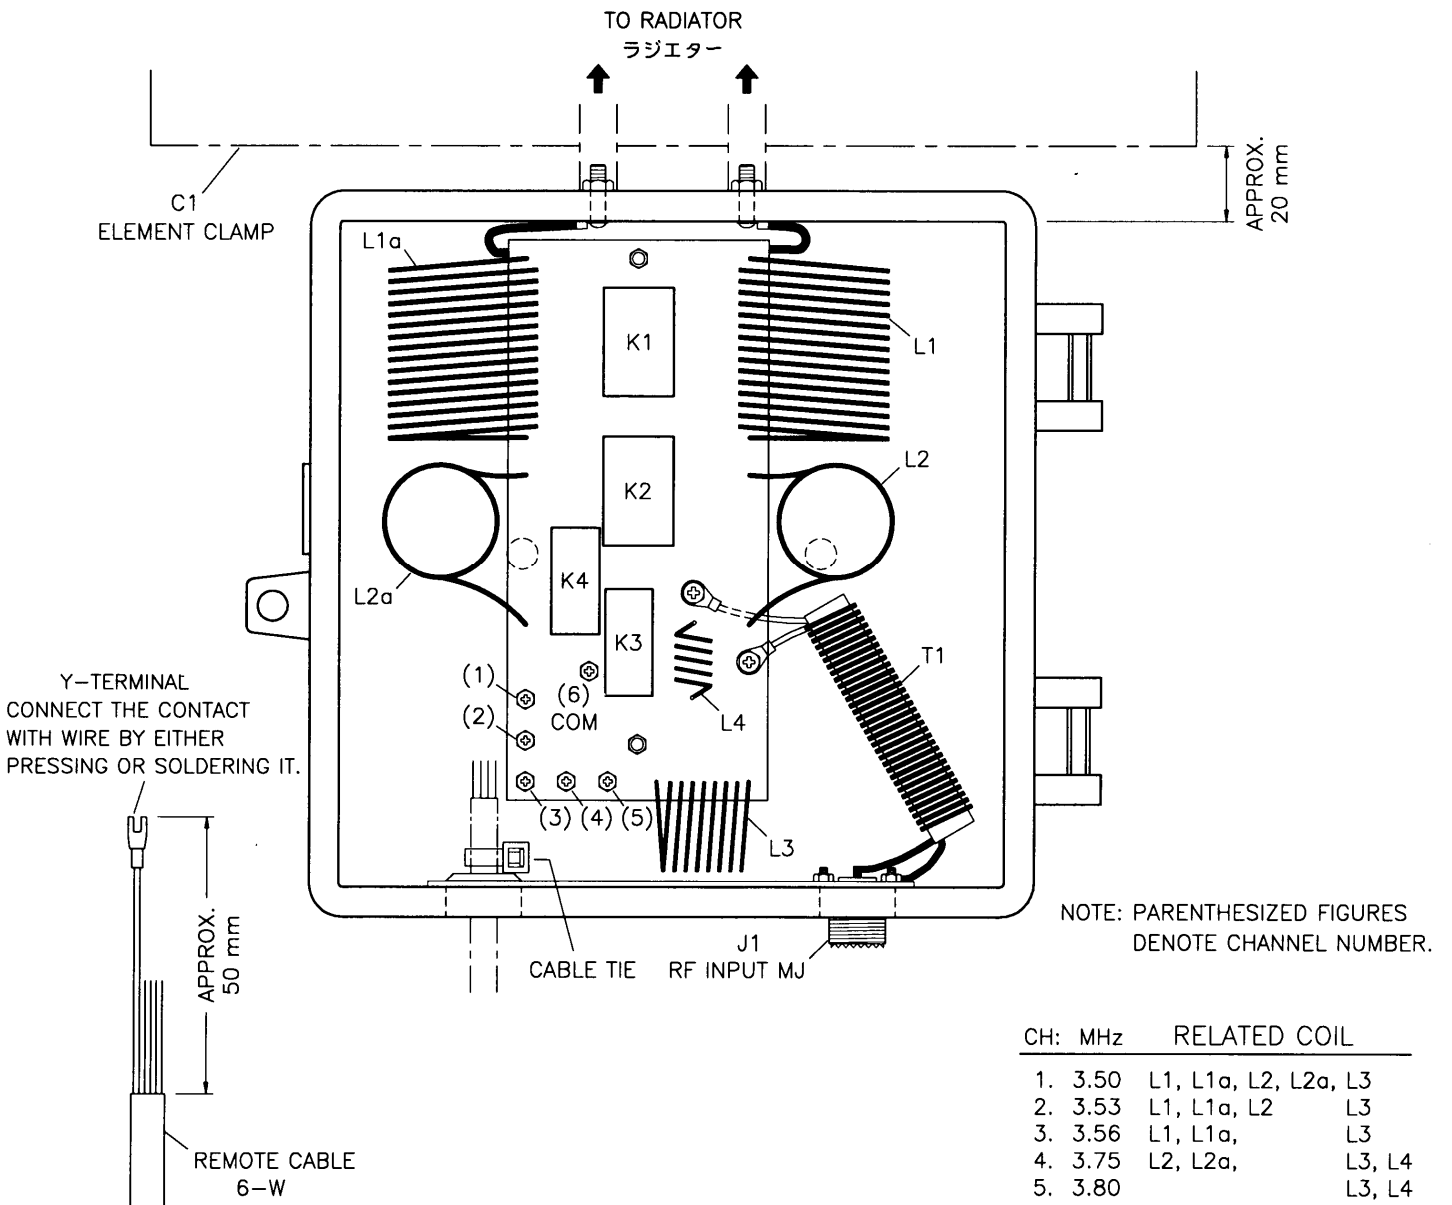 TO RADIATOR
ラジエター
C1
ELEMENT CLAMP
APPROX.
20 mm
L1a
K1
L1
K2
L2
L2a
K4
K3
T1
L4
(1)
(2)
(6)
COM
(3) (4) (5)
L3
Y-TERMINAL
CONNECT THE CONTACT
WITH WIRE BY EITHER
PRESSING OR SOLDERING IT.
APPROX.
50 mm
CABLE TIE
J1
RF INPUT MJ
REMOTE CABLE
6-W
NOTE: PARENTHESIZED FIGURES
DENOTE CHANNEL NUMBER.
CH: MHz RELATED COIL
1. 3.50 L1, L1a, L2, L2a, L3
2. 3.53 L1, L1a, L2 L3
3. 3.56 L1, L1a, L3
4. 3.75 L2, L2a, L3, L4
5. 3.80 L3, L4